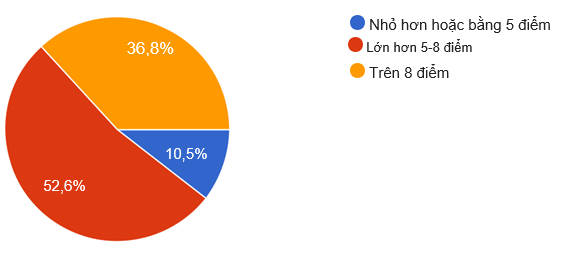 Nhỏ hơn hoặc bằng 5 điểm
Lớn hơn 5-8 điểm
Trên 8 điểm
36,8%
10,5%
52,6%